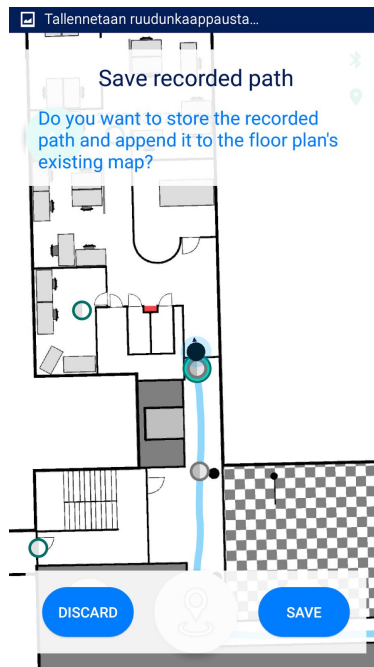 Tallennetaan ruudunkaappausta…
Save recorded path
Do you want to store the recorded
path and append it to the floor plan's
existing map?
DISCARD
SAVE